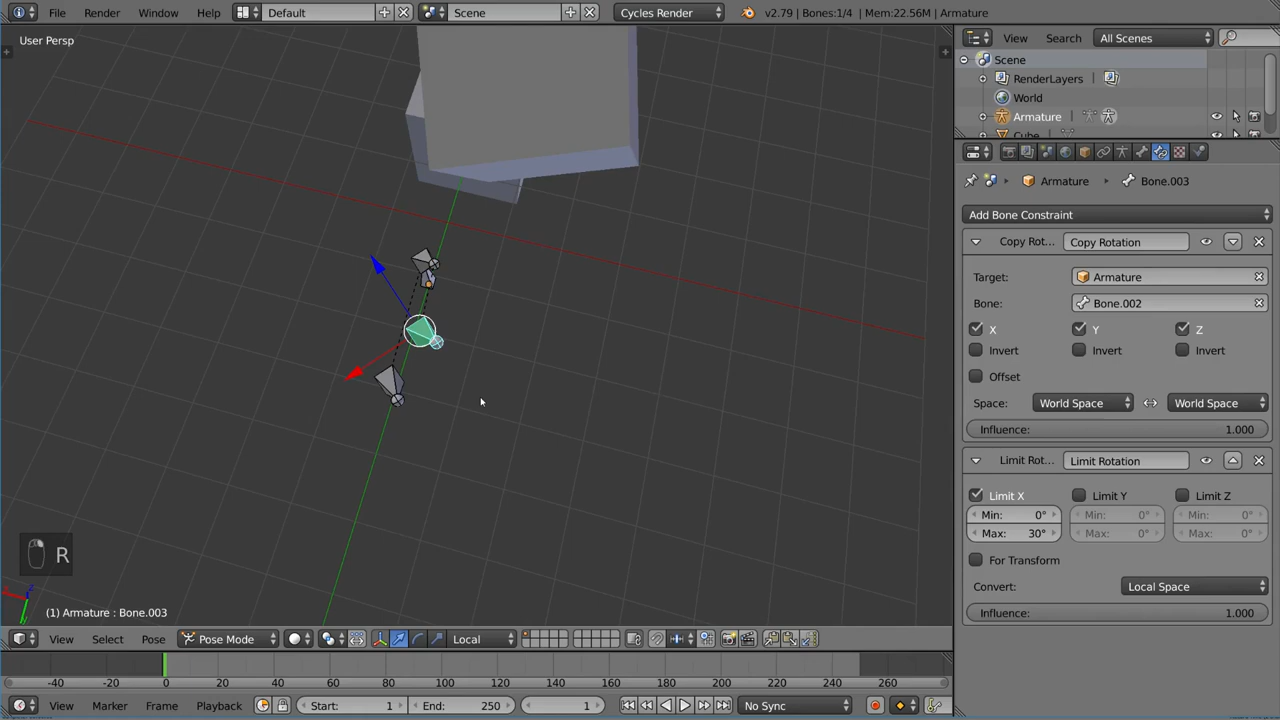 File Render Window Help Default Scene Cycles Render v2.79 | Bones:1/4 | Mem:22.56M | Armature
User Persp
View Search All Scenes
Scene
RenderLayers
World
Armature
Cube
Armature Bone.003
Add Bone Constraint
Copy Rot... Copy Rotation
Target: Armature
Bone: Bone.002
X Y Z
Invert Invert Invert
Offset
Space: World Space World Space
Influence: 1.000
Limit Rot... Limit Rotation
Limit X Limit Y Limit Z
Min: 0° Min: 0° Min: 0°
Max: 30° Max: 0° Max: 0°
For Transform
Convert: Local Space
Influence: 1.000
R
(1) Armature : Bone.003
View Select Pose Pose Mode Local
-40 -20 0 20 40 60 80 100 120 140 160 180 200 220 240 260
View Marker Frame Playback Start: 1 End: 250 1 No Sync